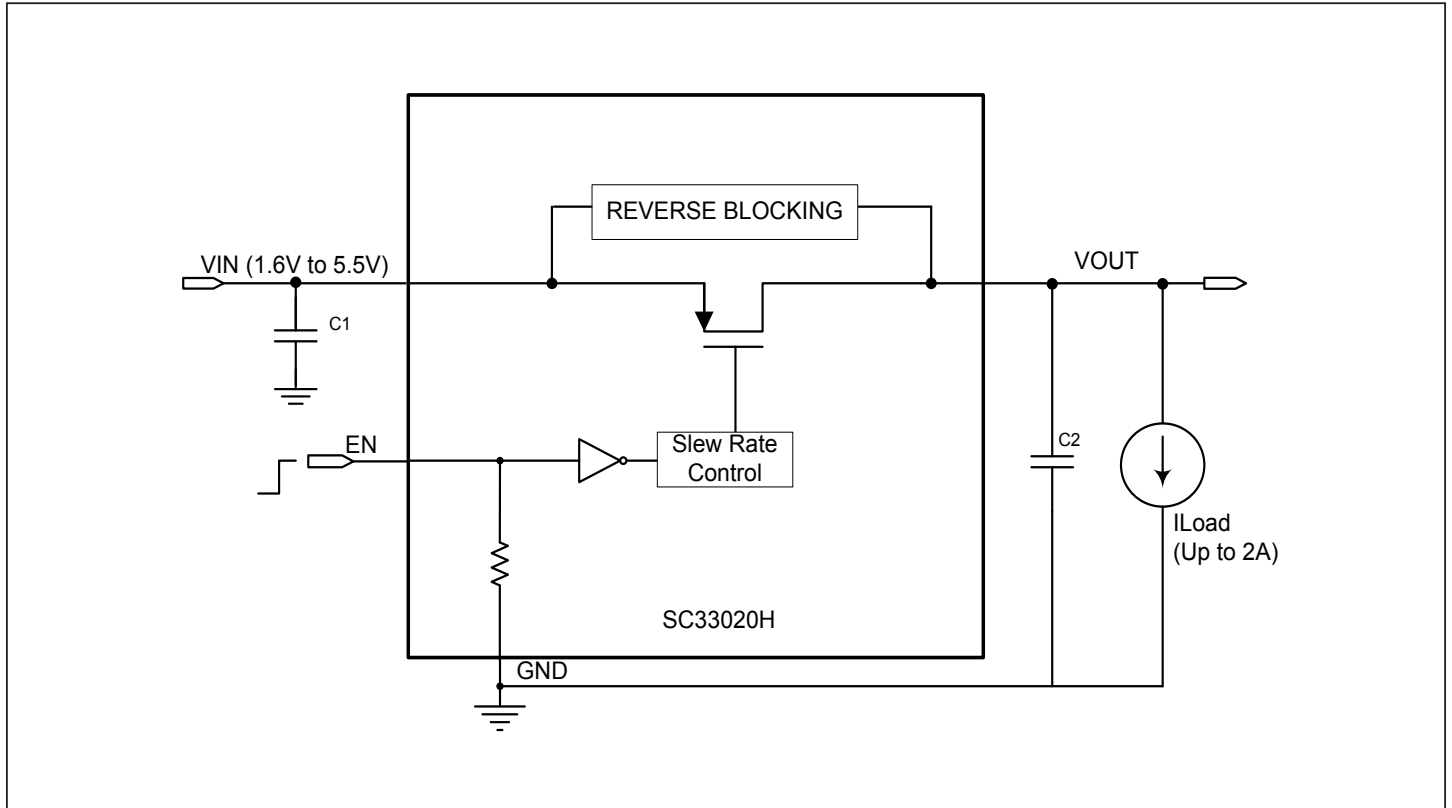 REVERSE BLOCKING
VIN (1.6V to 5.5V)
VOUT
C1
EN
Slew Rate
Control
C2
ILoad
(Up to 2A)
SC33020H
GND